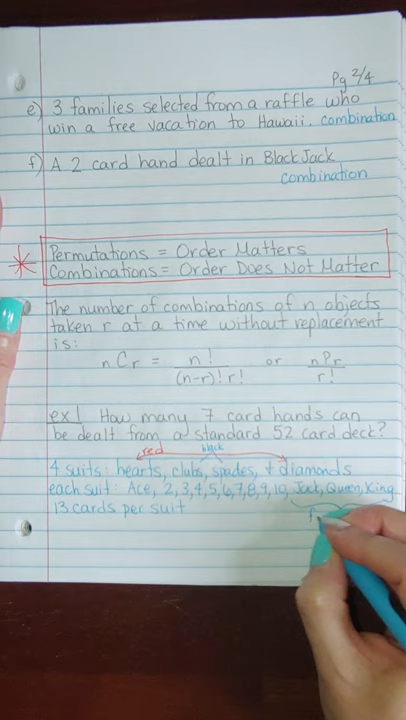 Pg 2/4
e) 3 families selected from a raffle who
win a free vacation to Hawaii. combination
f) A 2 card hand dealt in BlackJack
combination
Permutations = Order Matters
Combinations = Order Does Not Matter
The number of combinations of n objects
taken r at a time without replacement
is:
nCr = n! / (n-r)! r! or nPr / r!
ex] How many 7 card hands can
be dealt from a standard 52 card deck?
red black
4 suits: hearts, clubs, spades, + diamonds
each suit: Ace, 2,3,4,5,6,7,8,9,10, Jack, Queen, King
13 cards per suit
f